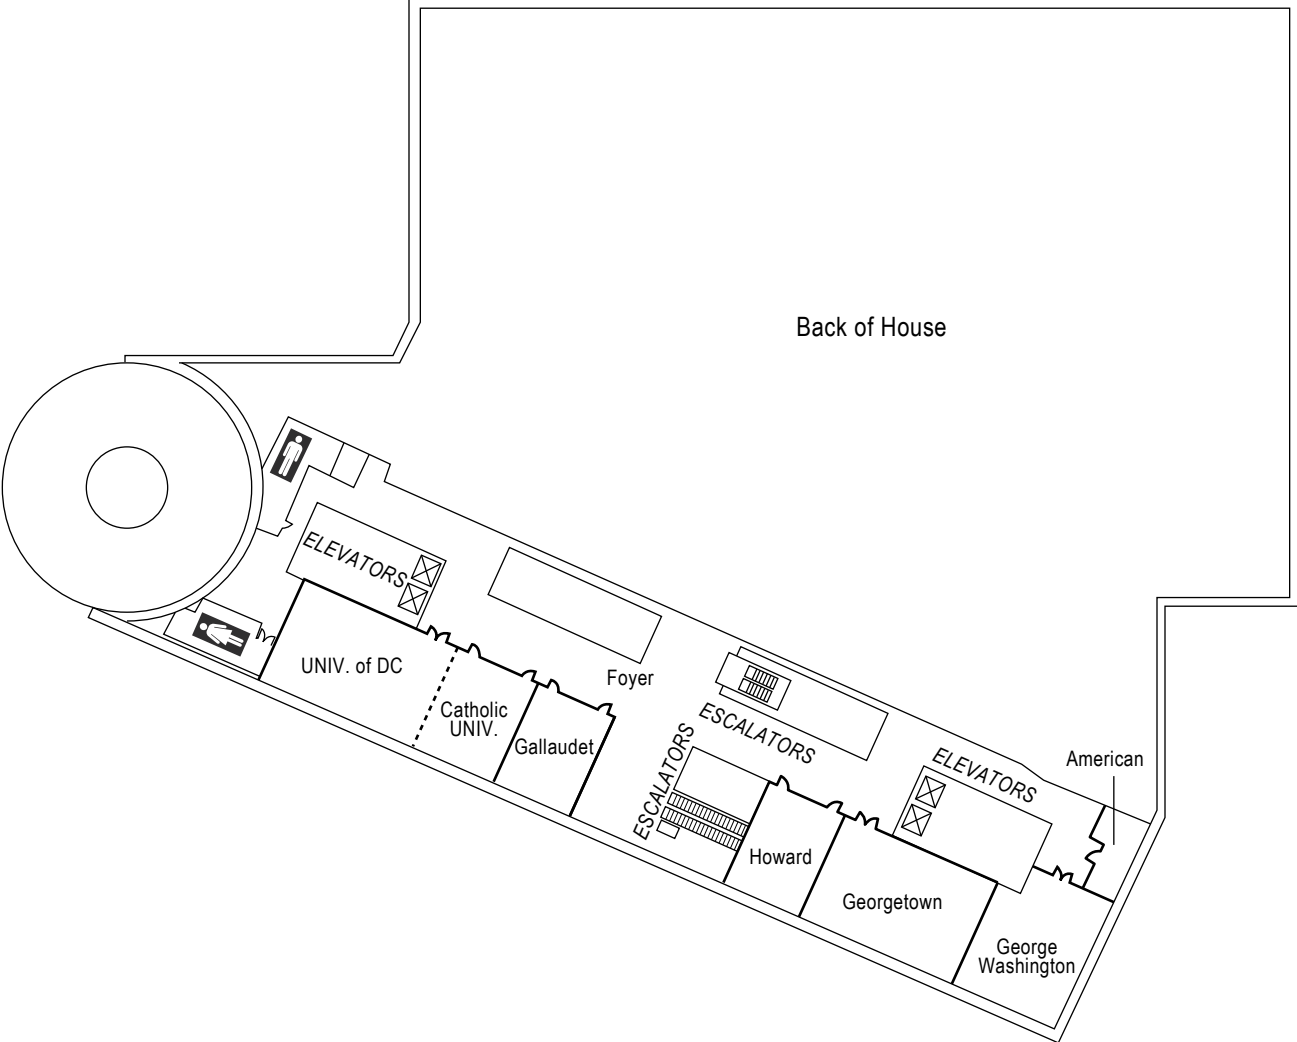 Back of House
ELEVATORS
UNIV. of DC
Foyer
Catholic
UNIV.
Gallaudet
ESCALATORS
ESCALATORS
ELEVATORS
American
Howard
Georgetown
George
Washington